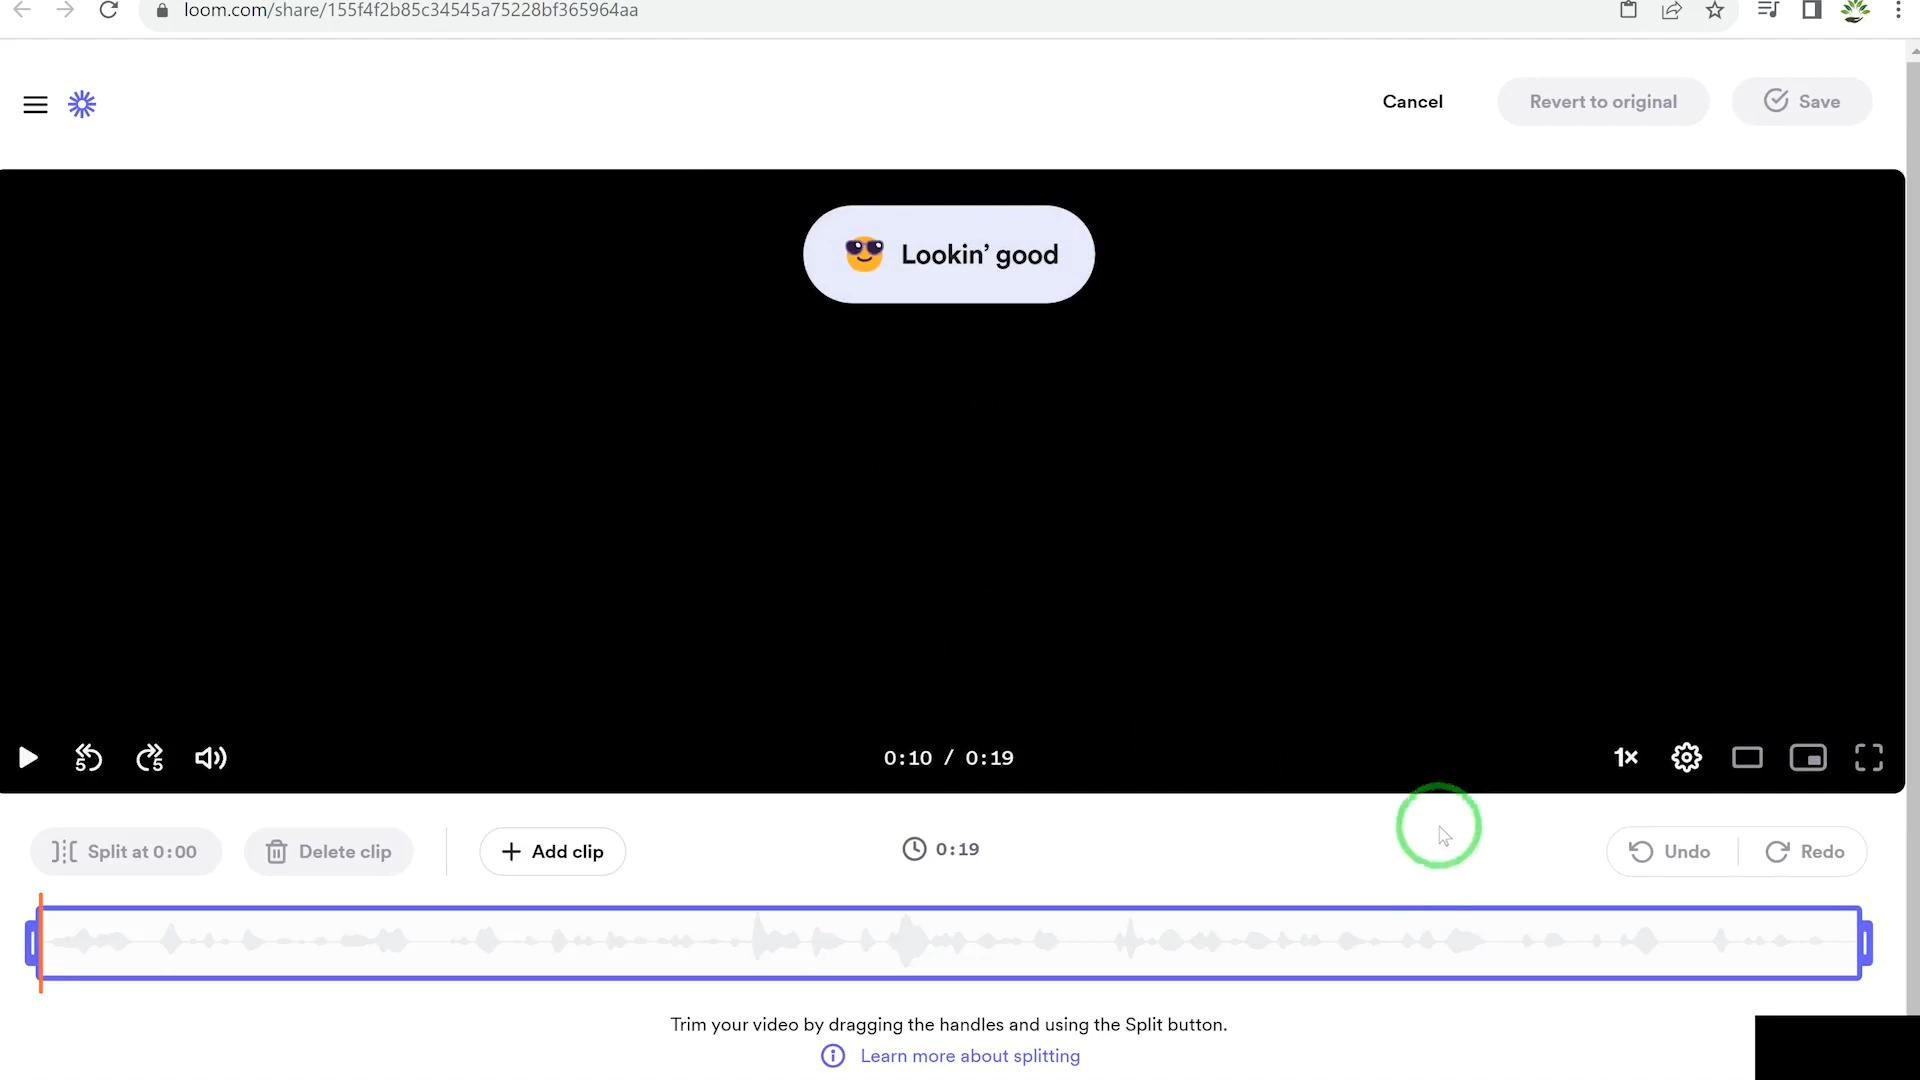 loom.com/share/155f4f2b85c34545a75228bf365964aa
Cancel
Revert to original
Save
Lookin’ good
5
5
0:10 / 0:19
1x
Split at 0:00
Delete clip
Add clip
0:19
Undo
Redo
Trim your video by dragging the handles and using the Split button.
Learn more about splitting